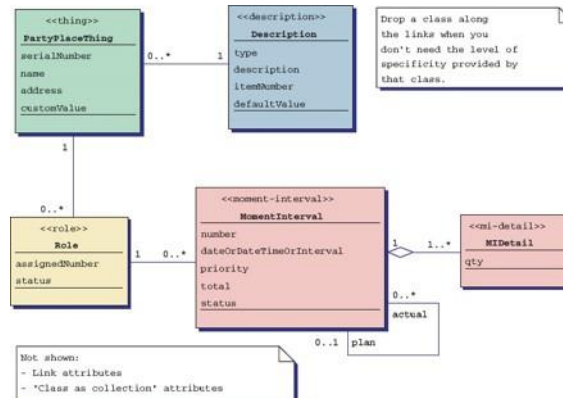 <<thing>>
PartyPlaceThing
serialNumber
name
address
customValue
0..*
1
<<description>>
Description
type
description
itemNumber
defaultValue
Drop a class along
the links when you
don't need the level of
specificity provided by
that class.
1
0..*
<<role>>
Role
assignedNumber
status
1
0..*
<<moment-interval>>
MomentInterval
number
dateOrDateTimeOrInterval
priority
total
status
1
1..*
<<mi-detail>>
MIDetail
qty
0..*
actual
0..1
plan
Not shown:
- Link attributes
- "Class as collection" attributes